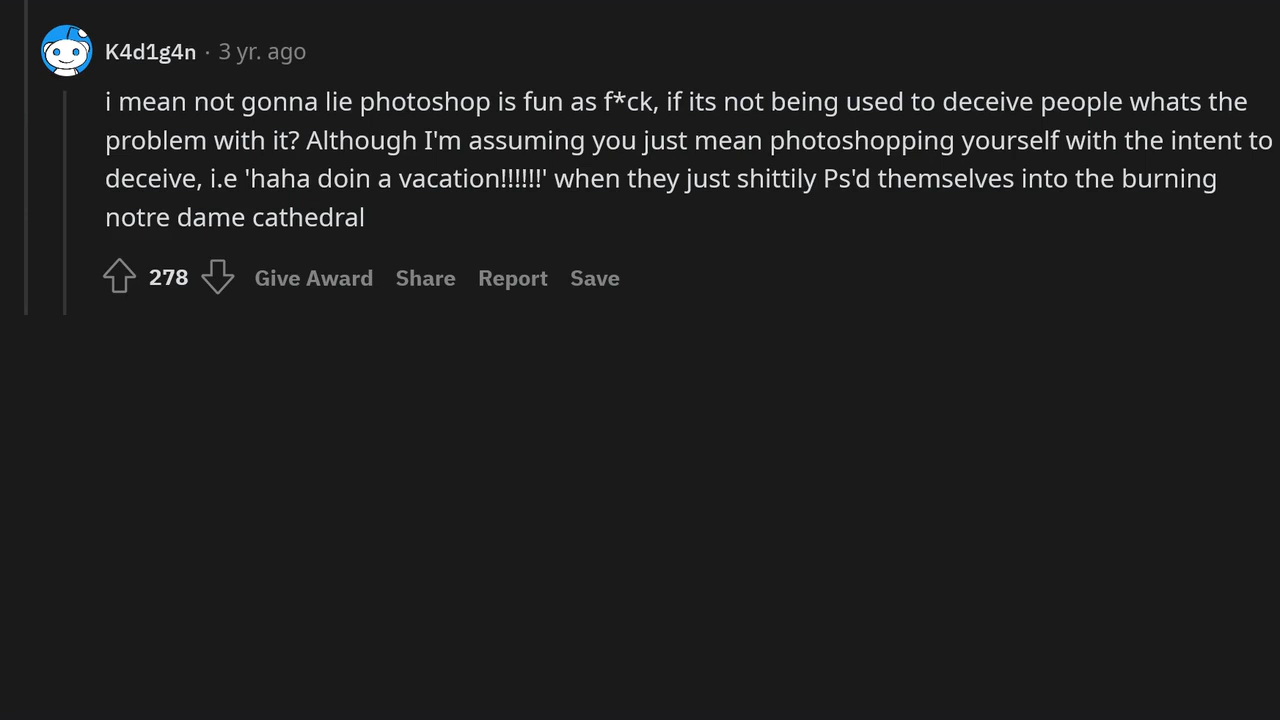 K4d1g4n · 3 yr. ago
i mean not gonna lie photoshop is fun as f*ck, if its not being used to deceive people whats the
problem with it? Although I'm assuming you just mean photoshopping yourself with the intent to
deceive, i.e 'haha doin a vacation!!!!!!' when they just shittily Ps'd themselves into the burning
notre dame cathedral
278 Give Award Share Report Save